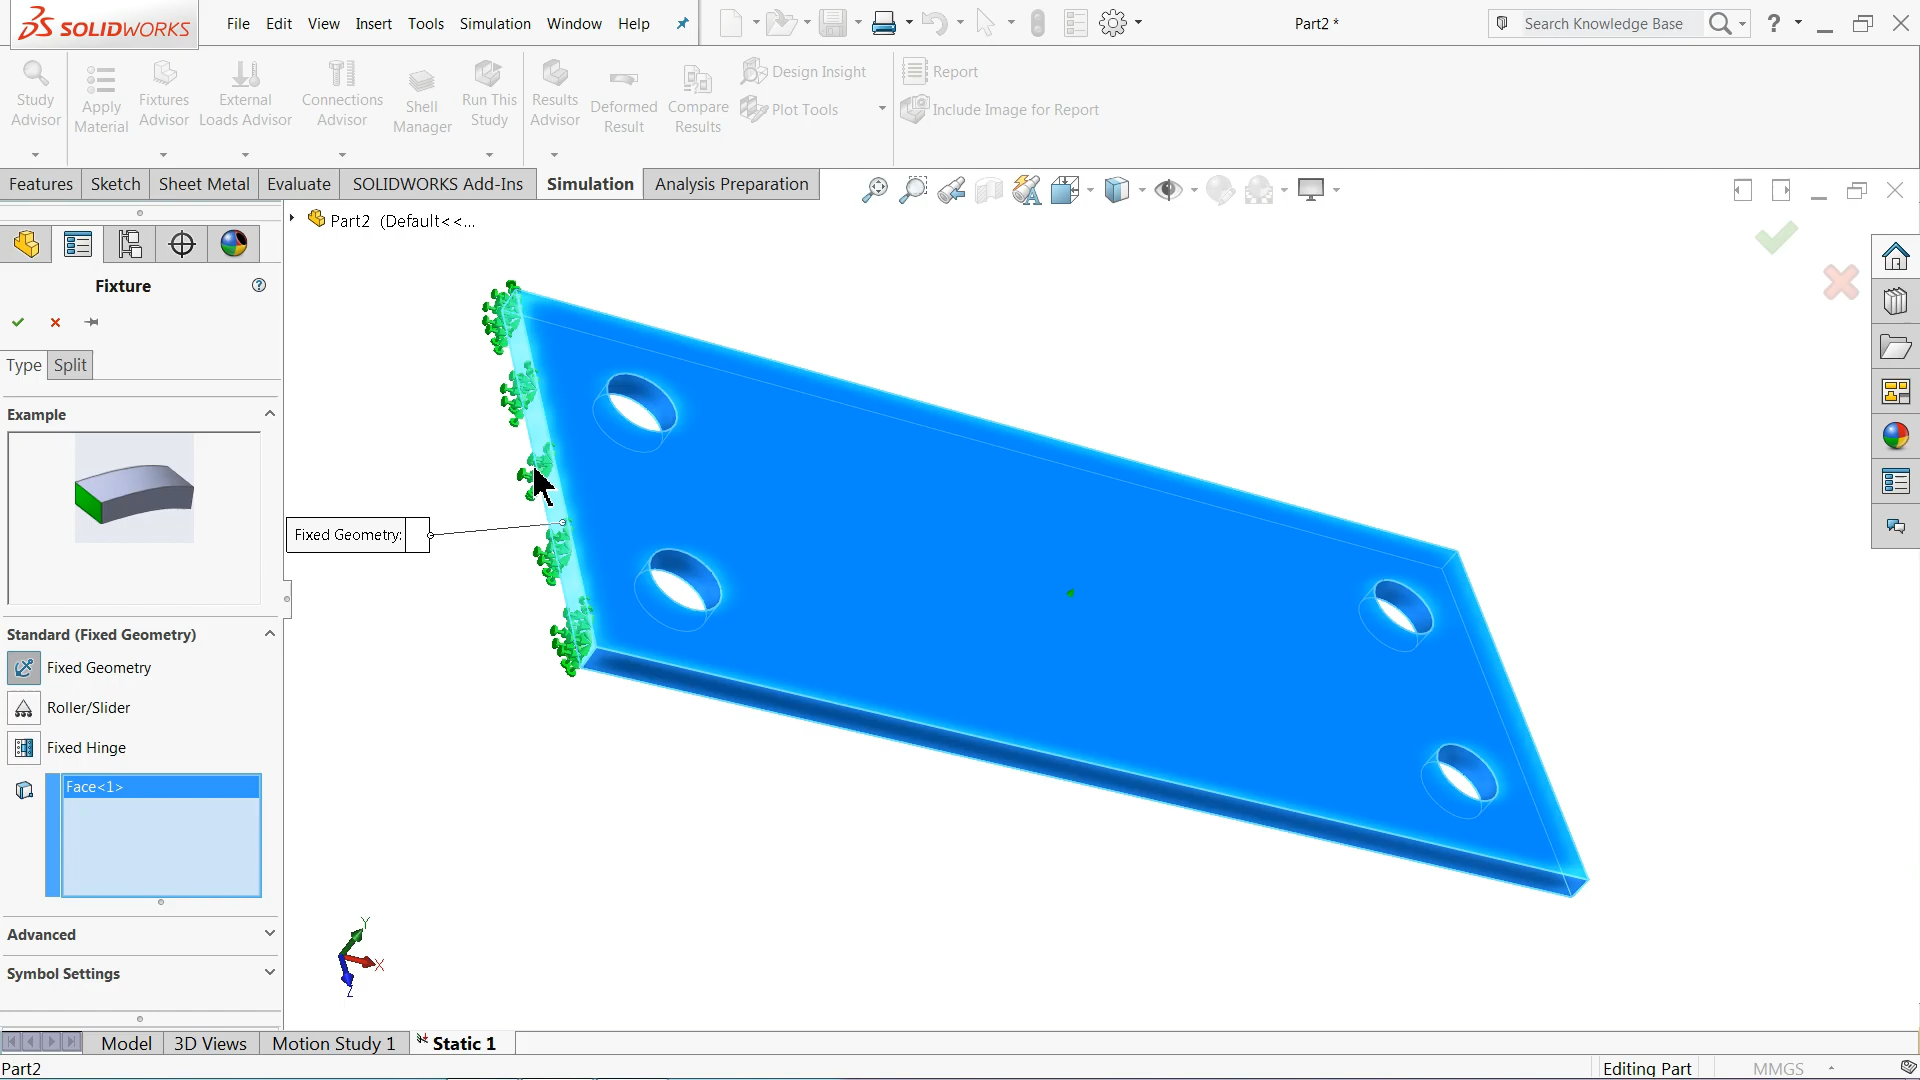 SOLIDWORKS
File Edit View Insert Tools Simulation Window Help
Part2 *
Search Knowledge Base
?
Study Advisor
Apply Material
Fixtures Advisor
External Loads Advisor
Connections Advisor
Shell Manager
Run This Study
Results Advisor
Deformed Result
Compare Results
Design Insight
Plot Tools
Report
Include Image for Report
Features Sketch Sheet Metal Evaluate SOLIDWORKS Add-Ins Simulation Analysis Preparation
Part2 (Default<<...
Fixture
?
Type Split
Example
Standard (Fixed Geometry)
Fixed Geometry
Roller/Slider
Fixed Hinge
Face<1>
Advanced
Symbol Settings
Fixed Geometry:
Y
X
Z
Model 3D Views Motion Study 1 Static 1
Part2
Editing Part
MMGS